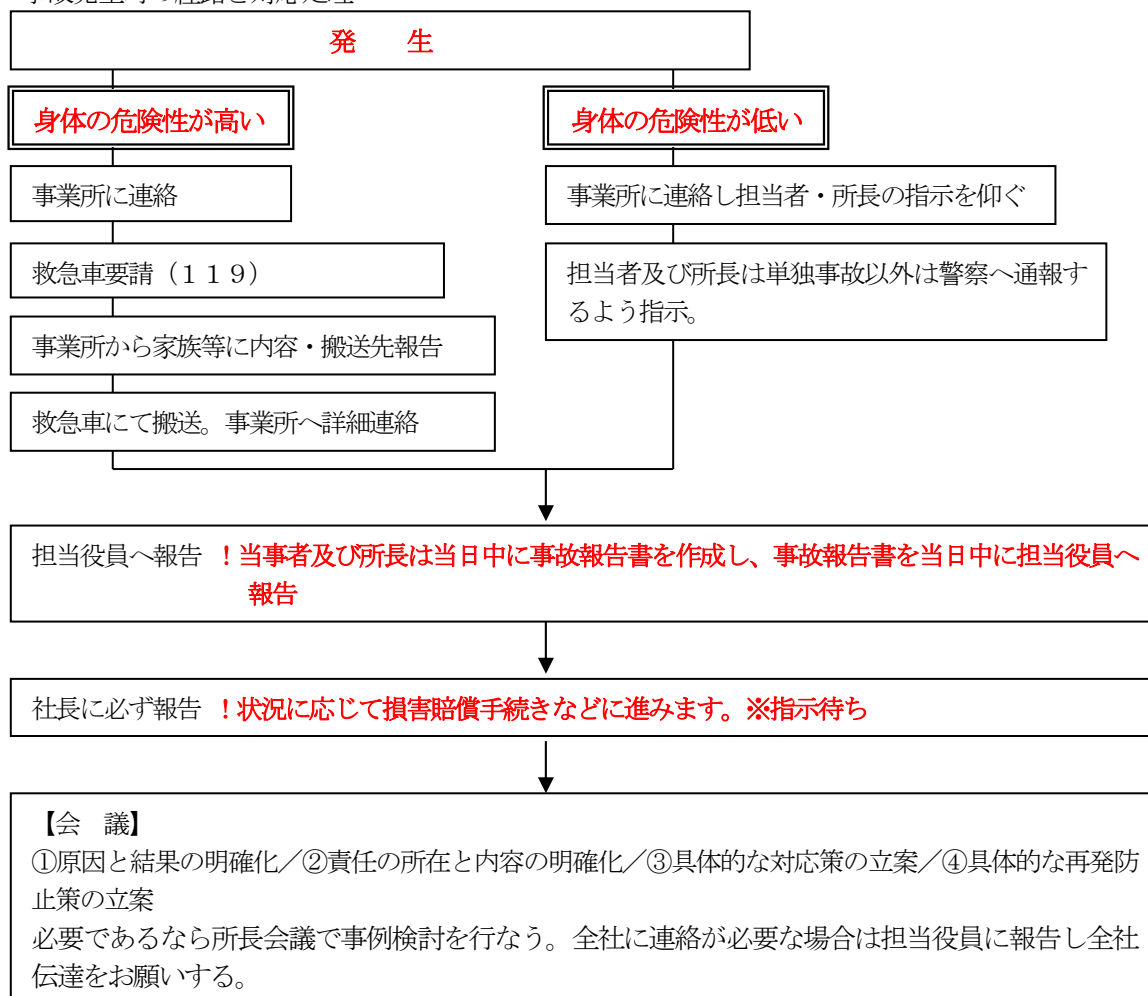 発　　生
身体の危険性が高い
身体の危険性が低い
事業所に連絡
事業所に連絡し担当者・所長の指示を仰ぐ
救急車要請（１１９）
担当者及び所長は単独事故以外は警察へ通報す
るよう指示。
事業所から家族等に内容・搬送先報告
救急車にて搬送。事業所へ詳細連絡
担当役員へ報告 ！当事者及び所長は当日中に事故報告書を作成し、事故報告書を当日中に担当役員へ
報告
社長に必ず報告 ！状況に応じて損害賠償手続きなどに進みます。※指示待ち
【会　議】
①原因と結果の明確化／②責任の所在と内容の明確化／③具体的な対応策の立案／④具体的な再発防
止策の立案
必要であるなら所長会議で事例検討を行なう。全社に連絡が必要な場合は担当役員に報告し全社
伝達をお願いする。